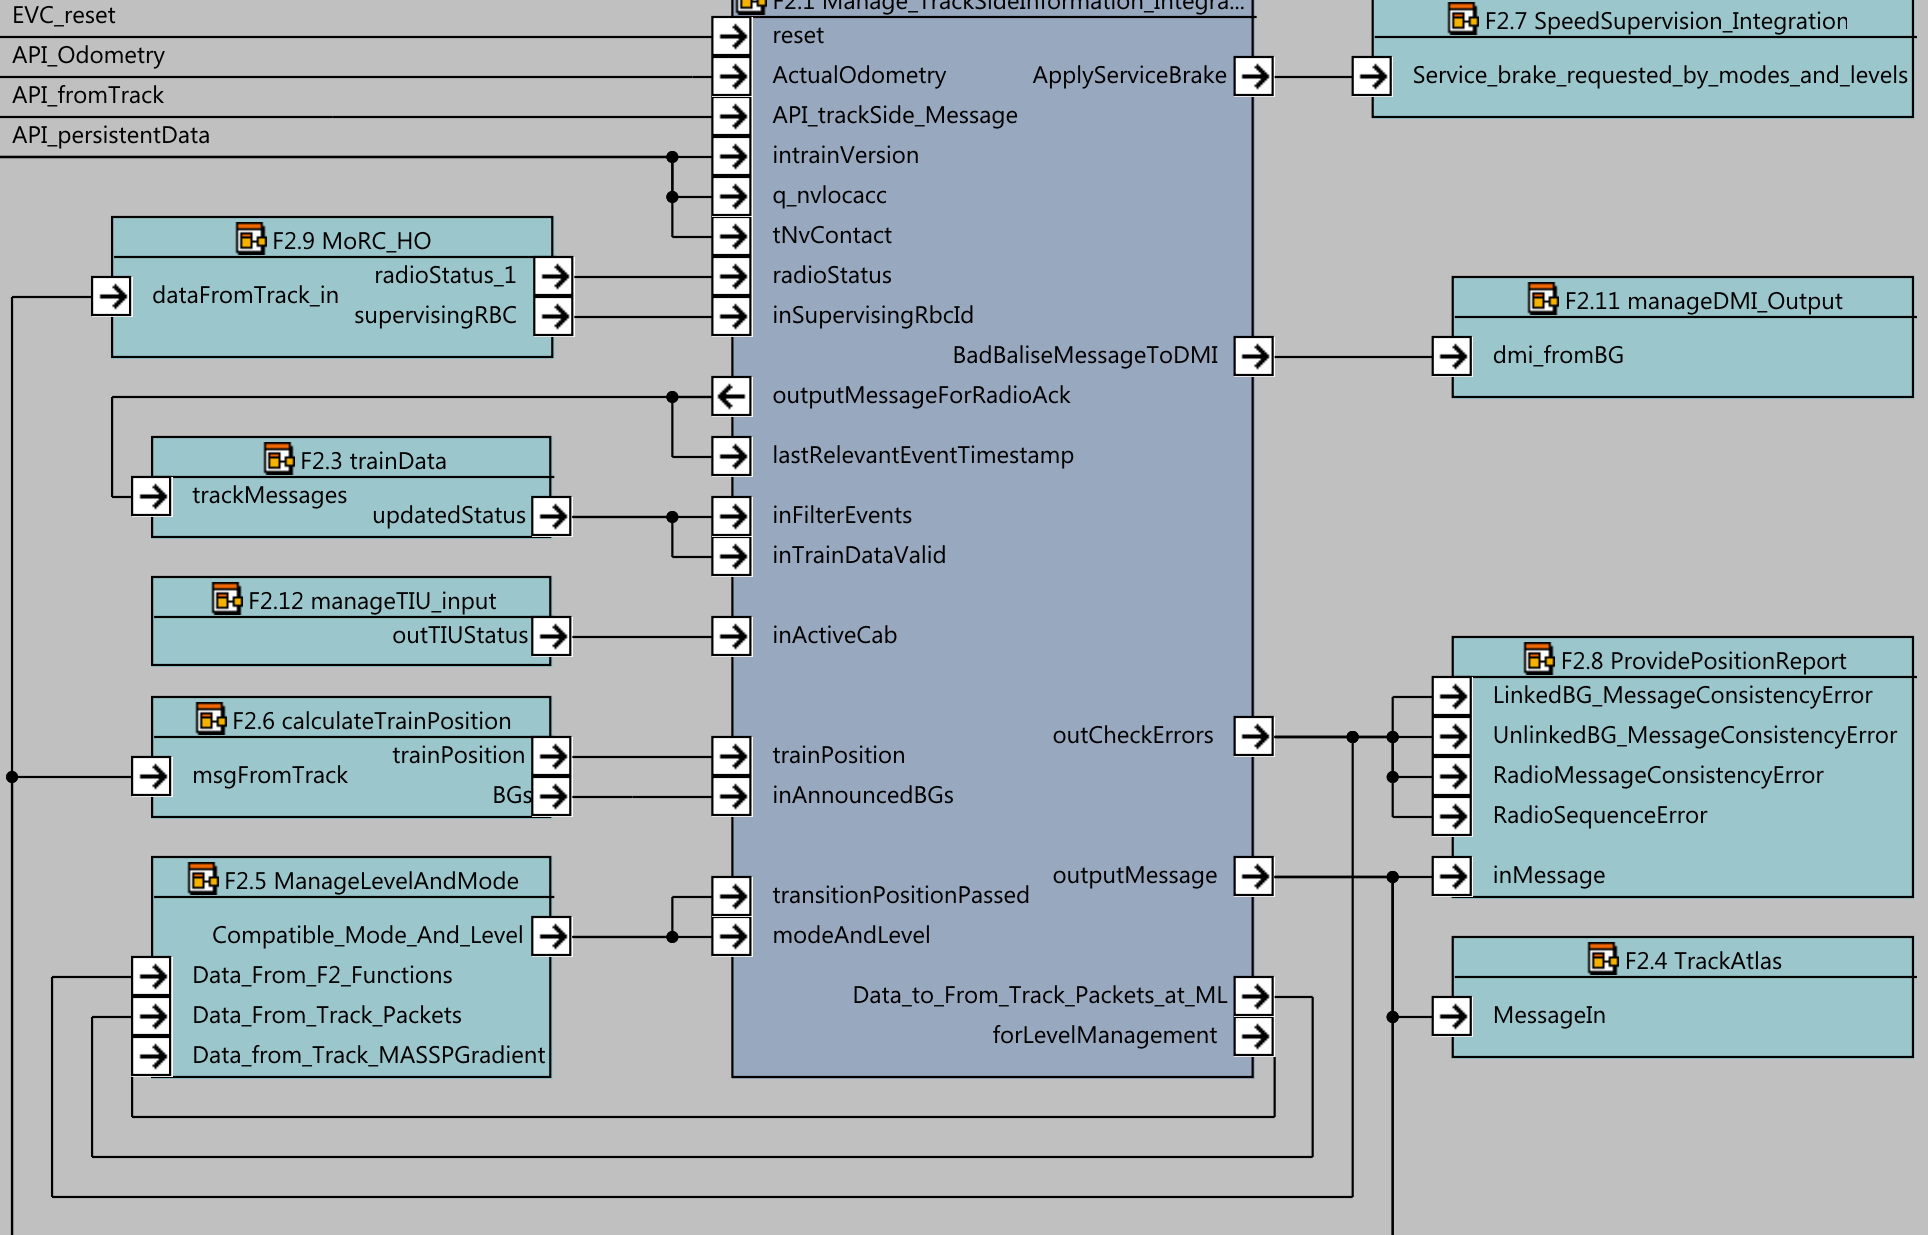 EVC_reset
API_Odometry
API_fromTrack
API_persistentData
F2.1 Manage_TrackSideInformation_Integra...
reset
ActualOdometry
API_trackSide_Message
intrainVersion
q_nvlocacc
tNvContact
radioStatus
inSupervisingRbcId
outputMessageForRadioAck
lastRelevantEventTimestamp
inFilterEvents
inTrainDataValid
inActiveCab
trainPosition
inAnnouncedBGs
transitionPositionPassed
modeAndLevel
ApplyServiceBrake
BadBaliseMessageToDMI
outCheckErrors
outputMessage
Data_to_From_Track_Packets_at_ML
forLevelManagement
F2.9 MoRC_HO
dataFromTrack_in
radioStatus_1
supervisingRBC
F2.3 trainData
trackMessages
updatedStatus
F2.12 manageTIU_input
outTIUStatus
F2.6 calculateTrainPosition
trainPosition
msgFromTrack
BGs
F2.5 ManageLevelAndMode
Compatible_Mode_And_Level
Data_From_F2_Functions
Data_From_Track_Packets
Data_from_Track_MASSPGradient
F2.7 SpeedSupervision_Integration
Service_brake_requested_by_modes_and_levels
F2.11 manageDMI_Output
dmi_fromBG
F2.8 ProvidePositionReport
LinkedBG_MessageConsistencyError
UnlinkedBG_MessageConsistencyError
RadioMessageConsistencyError
RadioSequenceError
inMessage
F2.4 TrackAtlas
MessageIn